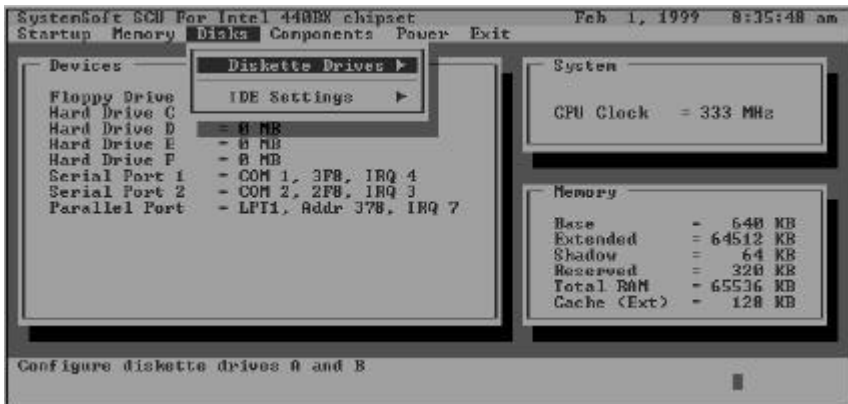 SystemSoft SCU For Intel 440BX chipset Feb 1, 1999 8:35:48 am
Startup Memory Disks Components Power Exit
Devices
Diskette Drives ►
IDE Settings ►
Floppy Drive
Hard Drive C
Hard Drive D = 0 MB
Hard Drive E = 0 MB
Hard Drive F = 0 MB
Serial Port 1 = COM 1, 3F8, IRQ 4
Serial Port 2 = COM 2, 2F8, IRQ 3
Parallel Port = LPT1, Addr 378, IRQ 7
System
CPU Clock = 333 MHz
Memory
Base = 640 KB
Extended = 64512 KB
Shadow = 64 KB
Reserved = 320 KB
Total RAM = 65536 KB
Cache (Ext) = 128 KB
Configure diskette drives A and B